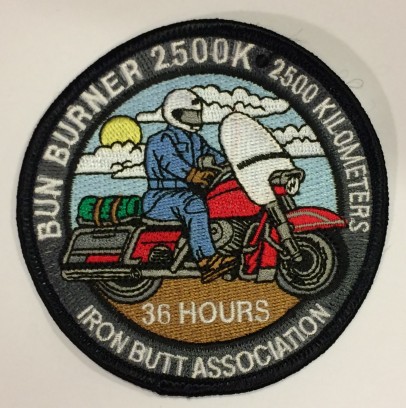 BUN BURNER 2500K • 2500 KILOMETERS
36 HOURS
IRON BUTT ASSOCIATION